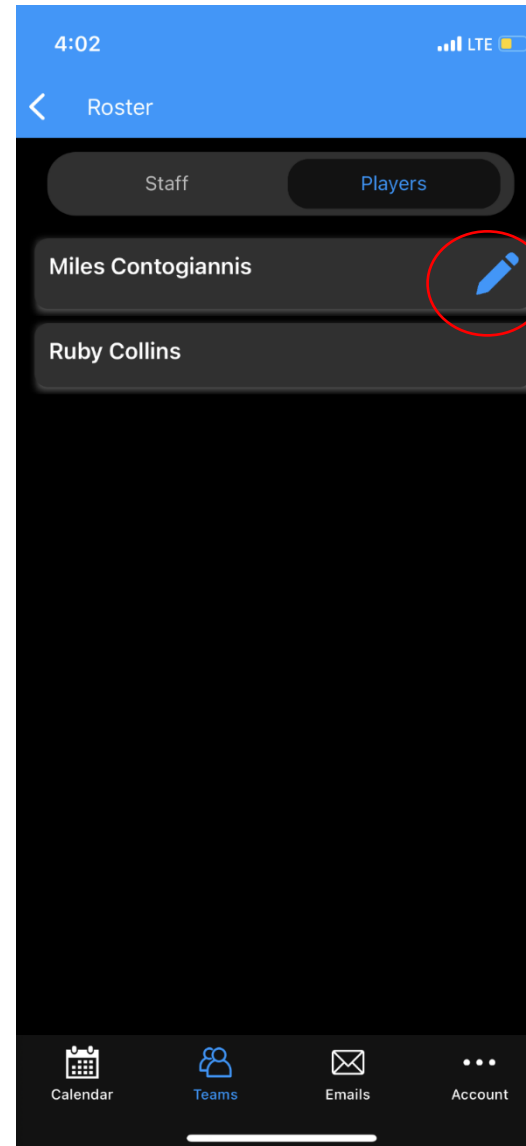 4:02 LTE
Roster
Staff Players
Miles Contogiannis
Ruby Collins
Calendar Teams Emails Account